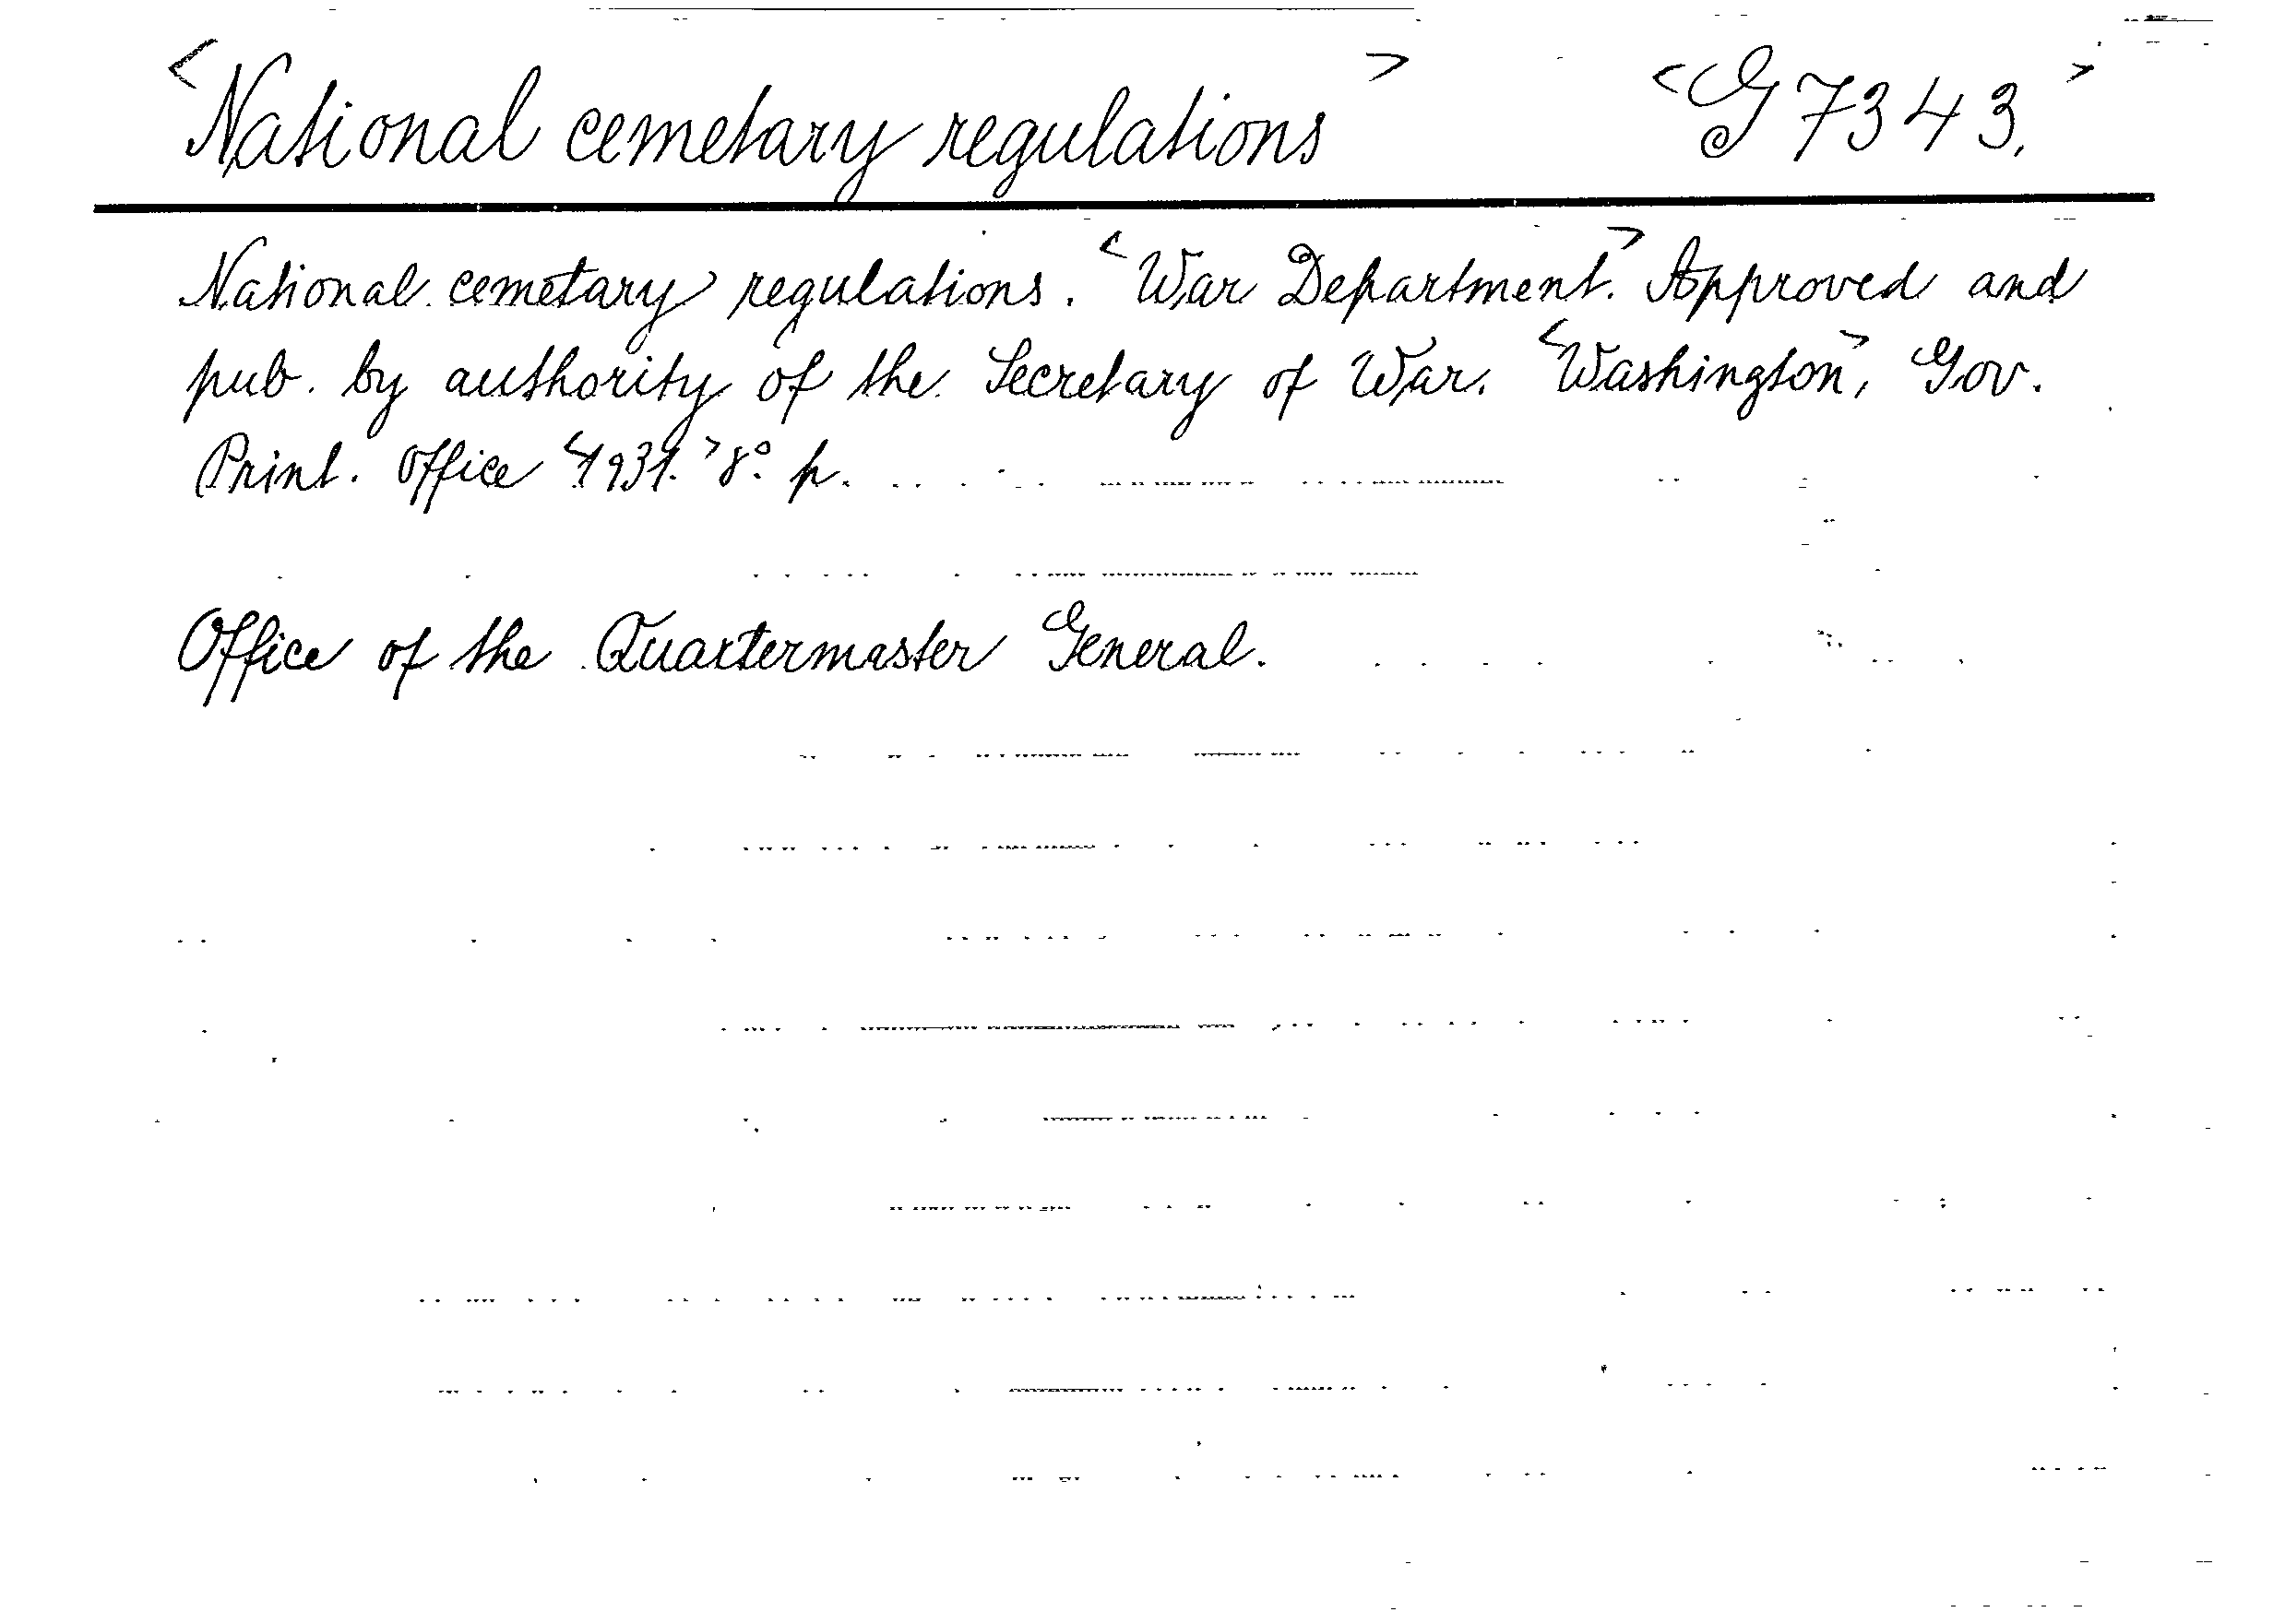 <National cemetary regulations> <G 7343.>
National cemetary regulations. <War Department.> Approved and
pub. by authority of the Secretary of War. <Washington>, Gov.
Print. Office <1931.> 8°. p.
Office of the Quartermaster General.